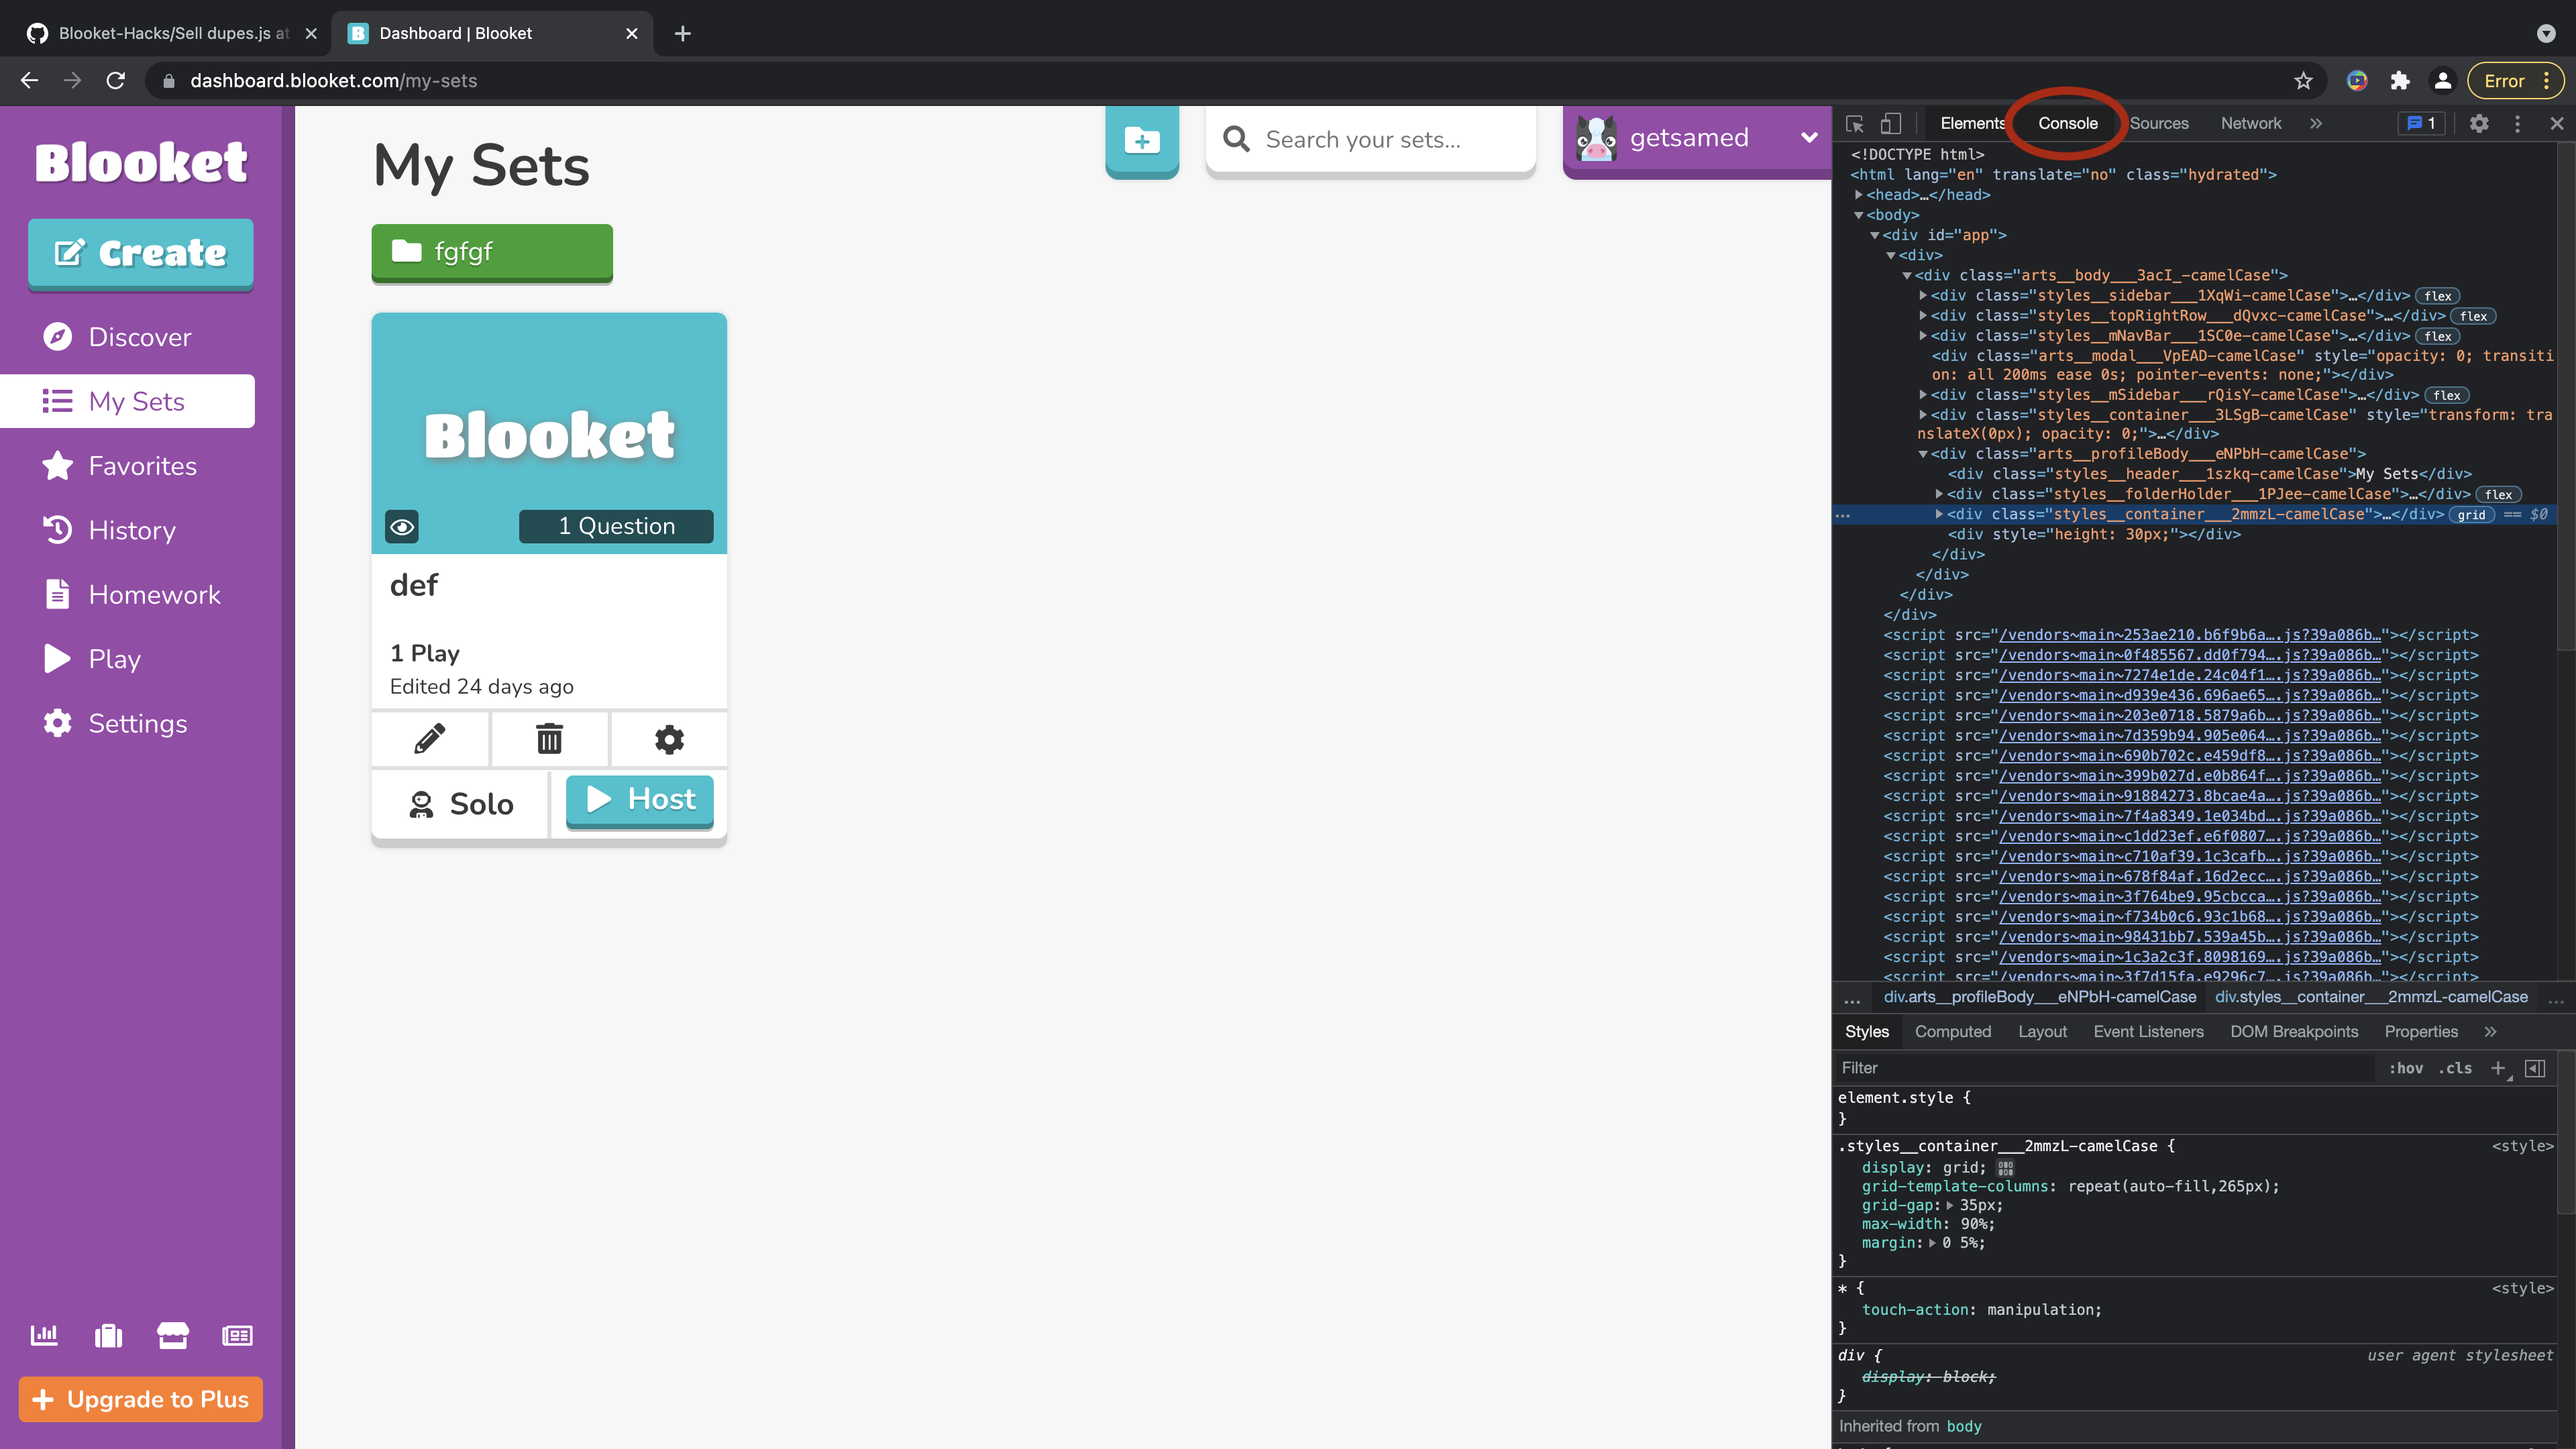 Blooket-Hacks/Sell dupes.js at
Dashboard | Blooket
dashboard.blooket.com/my-sets
Error
Blooket
Create
Discover
My Sets
Favorites
History
Homework
Play
Settings
Upgrade to Plus
My Sets
Search your sets...
getsamed
fgfgf
Blooket
1 Question
def
1 Play
Edited 24 days ago
Solo
Host
Elements Console Sources Network » 1
<!DOCTYPE html>
<html lang="en" translate="no" class="hydrated">
<head>…</head>
<body>
<div id="app">
<div>
<div class="arts__body___3acI_-camelCase">
<div class="styles__sidebar___1XqWi-camelCase">…</div> flex
<div class="styles__topRightRow___dQvxc-camelCase">…</div> flex
<div class="styles__mNavBar___1SC0e-camelCase">…</div> flex
<div class="arts__modal___VpEAD-camelCase" style="opacity: 0; transiti
on: all 200ms ease 0s; pointer-events: none;"></div>
<div class="styles__mSidebar___rQisY-camelCase">…</div> flex
<div class="styles__container___3LSgB-camelCase" style="transform: tra
nslateX(0px); opacity: 0;">…</div>
<div class="arts__profileBody___eNPbH-camelCase">
<div class="styles__header___1szkq-camelCase">My Sets</div>
<div class="styles__folderHolder___1PJee-camelCase">…</div> flex
… <div class="styles__container___2mmzL-camelCase">…</div> grid == $0
<div style="height: 30px;"></div>
</div>
</div>
</div>
</div>
<script src="/vendors~main~253ae210.b6f9b6a….js?39a086b…"></script>
<script src="/vendors~main~0f485567.dd0f794….js?39a086b…"></script>
<script src="/vendors~main~7274e1de.24c04f1….js?39a086b…"></script>
<script src="/vendors~main~d939e436.696ae65….js?39a086b…"></script>
<script src="/vendors~main~203e0718.5879a6b….js?39a086b…"></script>
<script src="/vendors~main~7d359b94.905e064….js?39a086b…"></script>
<script src="/vendors~main~690b702c.e459df8….js?39a086b…"></script>
<script src="/vendors~main~399b027d.e0b864f….js?39a086b…"></script>
<script src="/vendors~main~91884273.8bcae4a….js?39a086b…"></script>
<script src="/vendors~main~7f4a8349.1e034bd….js?39a086b…"></script>
<script src="/vendors~main~c1dd23ef.e6f0807….js?39a086b…"></script>
<script src="/vendors~main~c710af39.1c3cafb….js?39a086b…"></script>
<script src="/vendors~main~678f84af.16d2ecc….js?39a086b…"></script>
<script src="/vendors~main~3f764be9.95cbcca….js?39a086b…"></script>
<script src="/vendors~main~f734b0c6.93c1b68….js?39a086b…"></script>
<script src="/vendors~main~98431bb7.539a45b….js?39a086b…"></script>
<script src="/vendors~main~1c3a2c3f.8098169….js?39a086b…"></script>
<script src="/vendors~main~3f7d15fa.e9296c7….js?39a086b…"></script>
… div.arts__profileBody___eNPbH-camelCase div.styles__container___2mmzL-camelCase …
Styles Computed Layout Event Listeners DOM Breakpoints Properties »
Filter :hov .cls
element.style {
}
.styles__container___2mmzL-camelCase { <style>
display: grid;
grid-template-columns: repeat(auto-fill,265px);
grid-gap: 35px;
max-width: 90%;
margin: 0 5%;
}
* { <style>
touch-action: manipulation;
}
div { user agent stylesheet
display: block;
}
Inherited from body